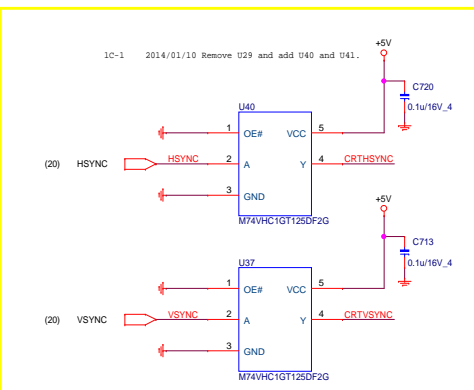 +5V
1C-1 2014/01/10 Remove U29 and add U40 and U41.
C720
0.1u/16V_4
U40
1 OE# VCC 5
(20) HSYNC HSYNC 2 A Y 4 CRTHSYNC
3 GND
M74VHC1GT125DF2G
+5V
C713
0.1u/16V_4
U37
1 OE# VCC 5
(20) VSYNC VSYNC 2 A Y 4 CRTVSYNC
3 GND
M74VHC1GT125DF2G